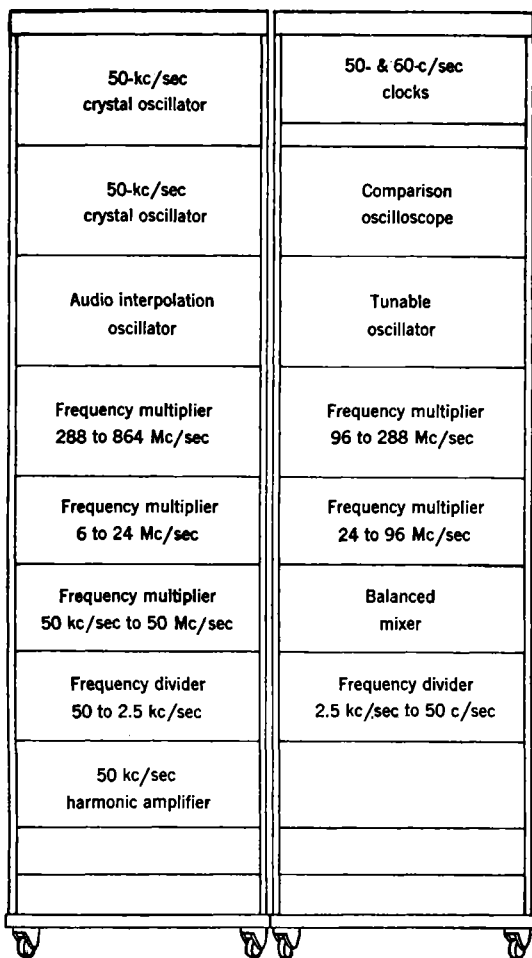 50-kc/sec
crystal oscillator
50-kc/sec
crystal oscillator
Audio interpolation
oscillator
Frequency multiplier
288 to 864 Mc/sec
Frequency multiplier
6 to 24 Mc/sec
Frequency multiplier
50 kc/sec to 50 Mc/sec
Frequency divider
50 to 2.5 kc/sec
50 kc/sec
harmonic amplifier
50- & 60-c/sec
clocks
Comparison
oscilloscope
Tunable
oscillator
Frequency multiplier
96 to 288 Mc/sec
Frequency multiplier
24 to 96 Mc/sec
Balanced
mixer
Frequency divider
2.5 kc/sec to 50 c/sec